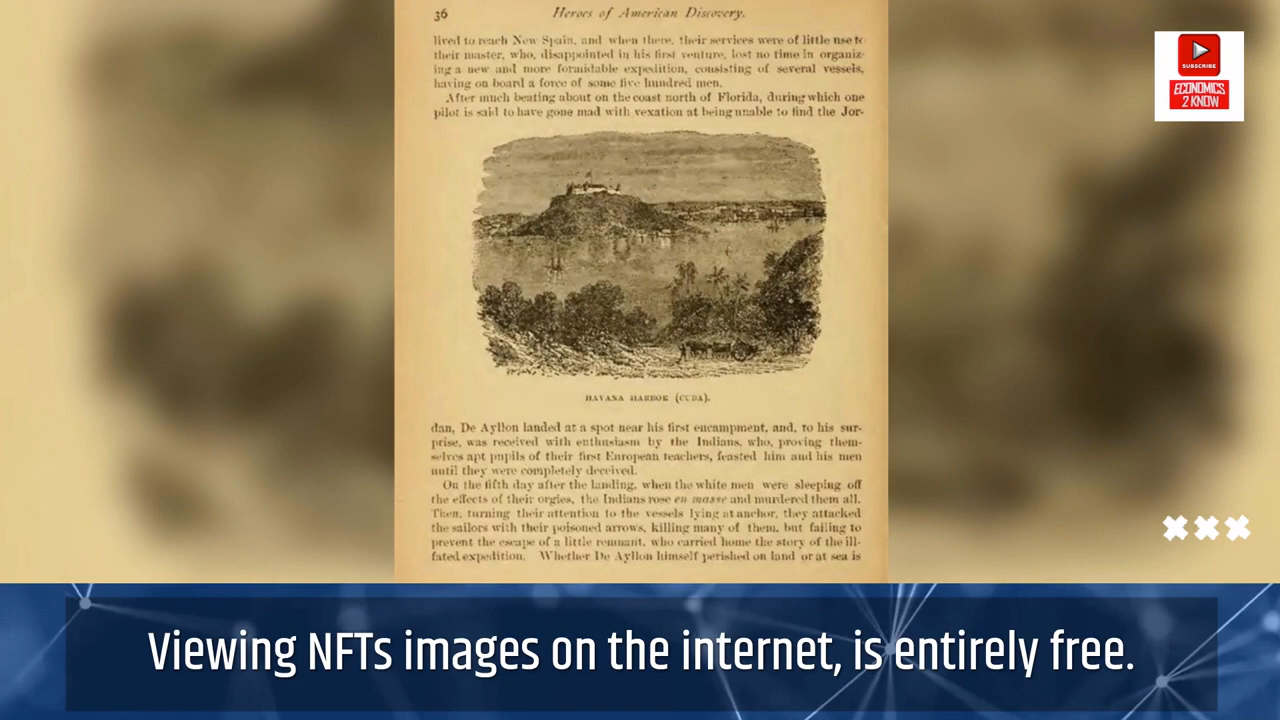 36 Heroes of American Discovery.
lived to reach New Spain, and when there, their services were of little use to
their master, who, disappointed in his first venture, lost no time in organiz-
ing a new and more formidable expedition, consisting of several vessels,
having on board a force of some five hundred men.
After much beating about on the coast north of Florida, during which one
pilot is said to have gone mad with vexation at being unable to find the Jor-
HAVANA HARBOR (CUBA).
dan, De Ayllon landed at a spot near his first encampment, and, to his sur-
prise, was received with enthusiasm by the Indians, who, proving them-
selves apt pupils of their first European teachers, feasted him and his men
until they were completely deceived.
On the fifth day after the landing, when the white men were sleeping off
the effects of their orgies, the Indians rose en masse and murdered them all.
Then, turning their attention to the vessels lying at anchor, they attacked
the sailors with their poisoned arrows, killing many of them, but failing to
prevent the escape of a little remnant, who carried home the story of the ill-
fated expedition. Whether De Ayllon himself perished on land or at sea is
SUBSCRIBE
ECONOMICS
2 KNOW
Viewing NFTs images on the internet, is entirely free.